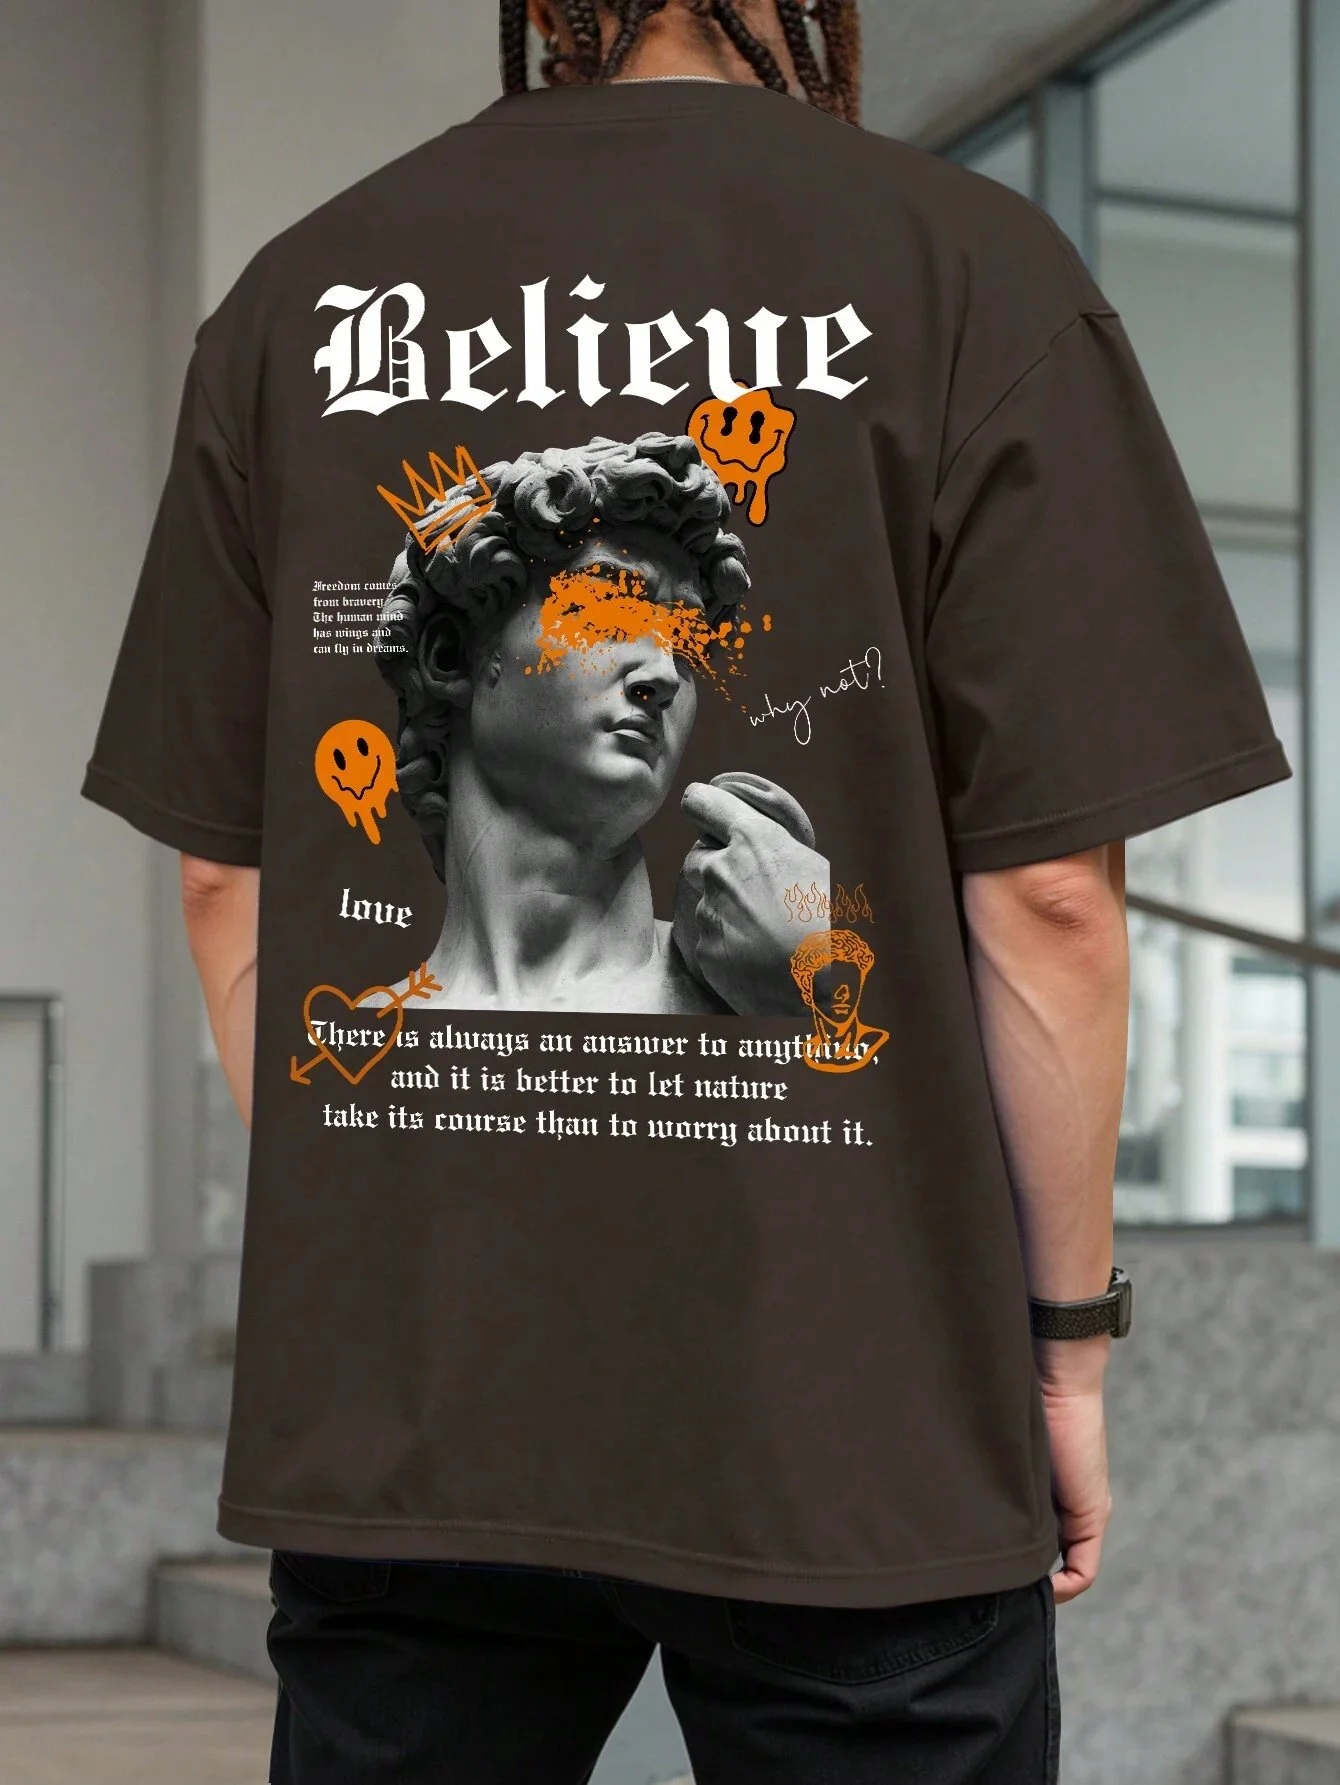 Believe
Freedom comes
from bravery
The human mind
has wings and
can fly in dreams.
why not?
love
There is always an answer to anything,
and it is better to let nature
take its course than to worry about it.